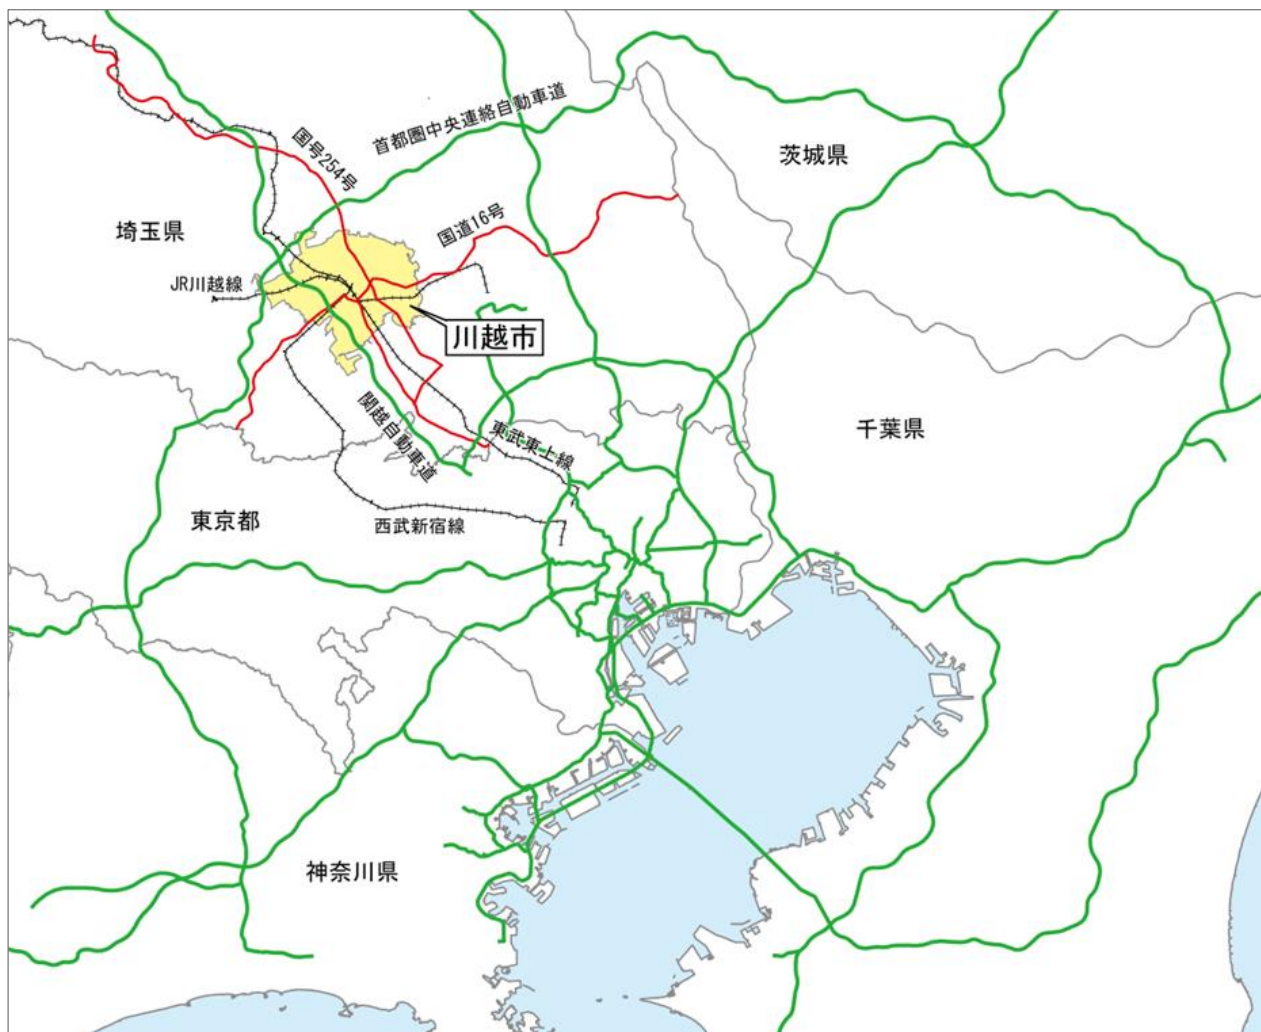 首都圏中央連絡自動車道
国号254号
茨城県
埼玉県
国道16号
JR川越線
川越市
関越自動車道
東武東上線
千葉県
東京都
西武新宿線
神奈川県